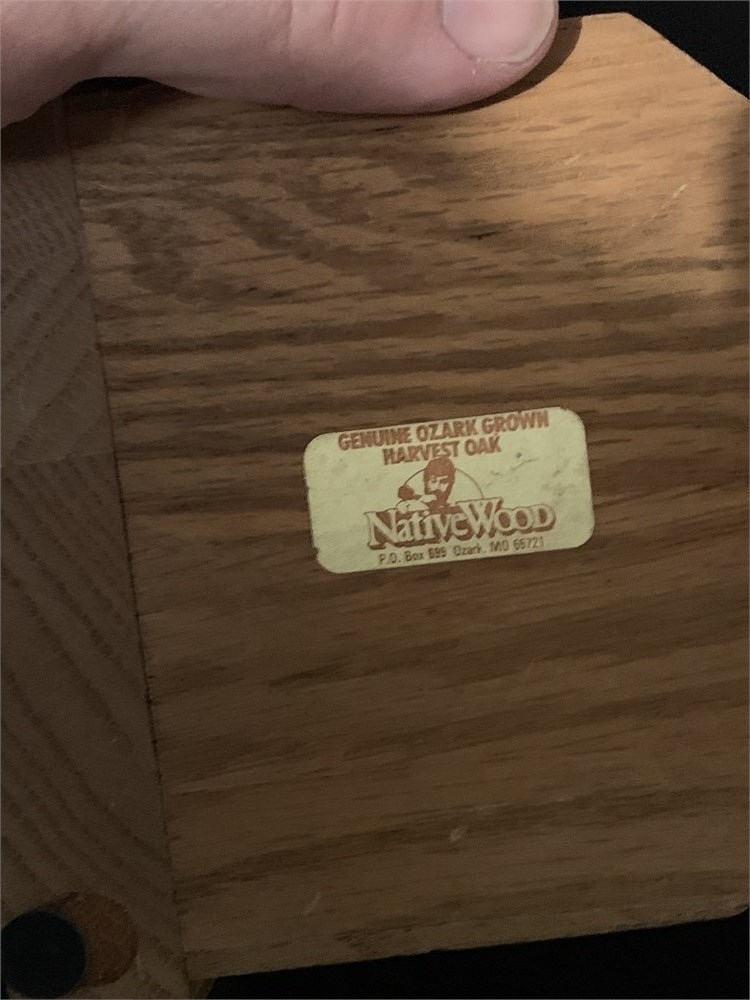 GENUINE OZARK GROWN
HARVEST OAK
NativeWood
P.O. Box 699 Ozark, MO 65721